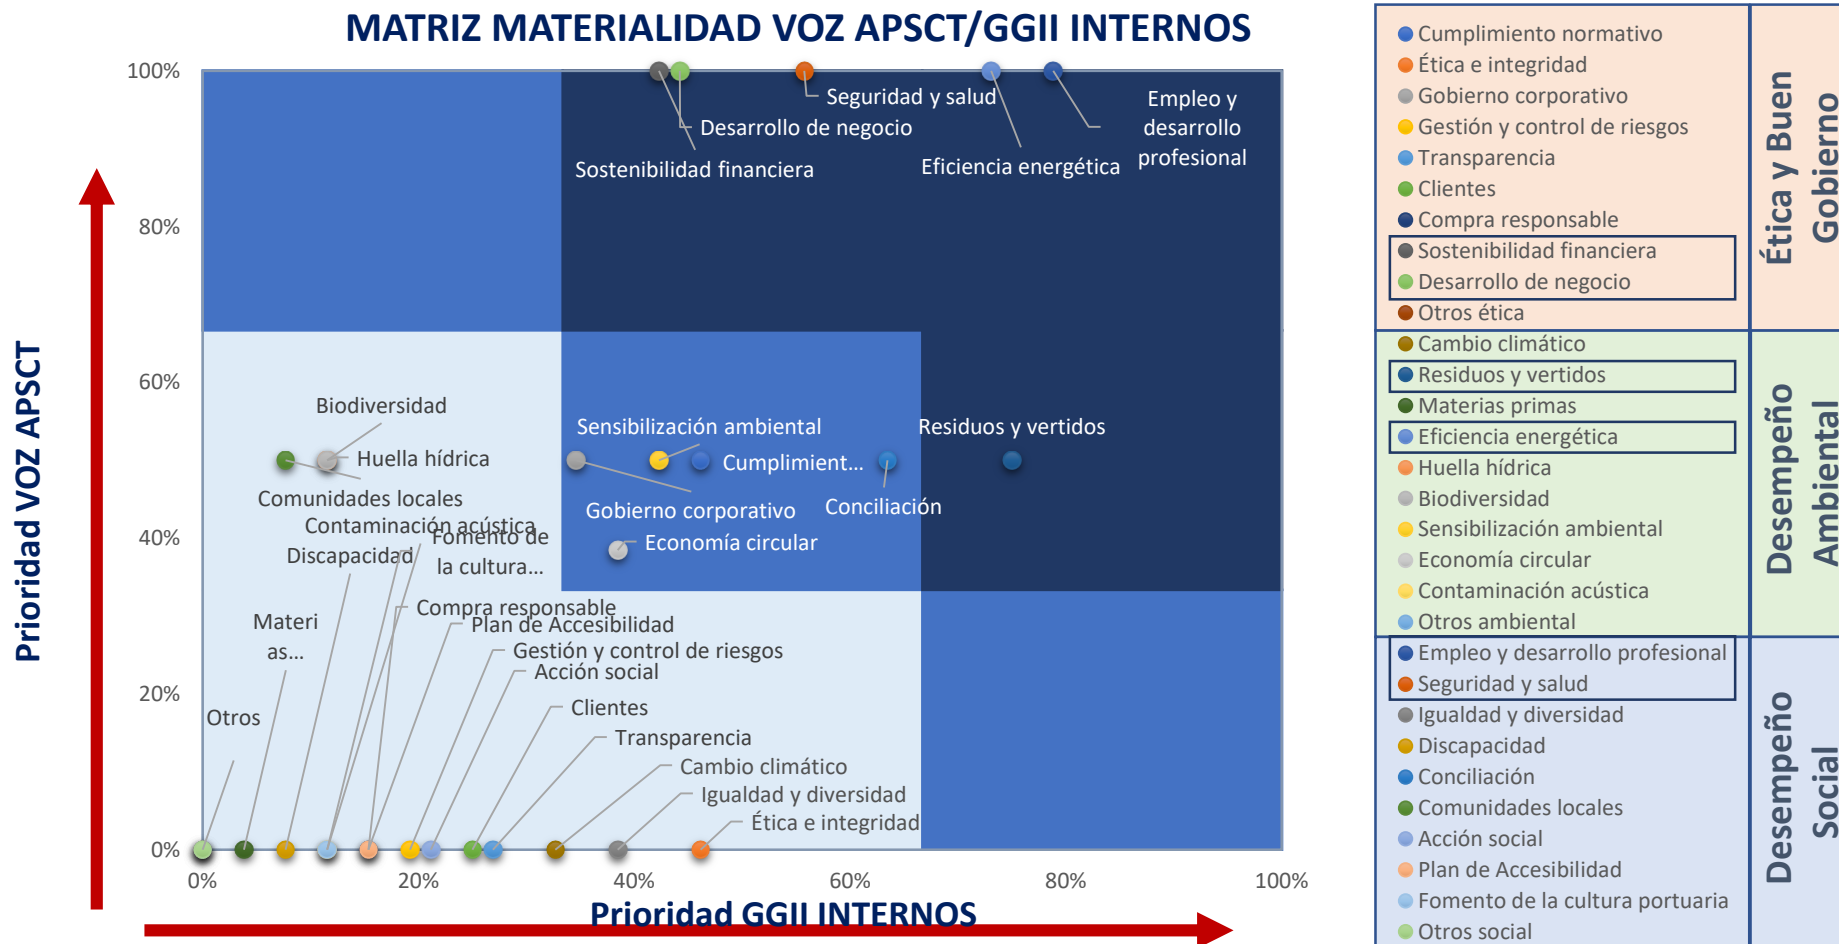 MATRIZ MATERIALIDAD VOZ APSCT/GGII INTERNOS
Prioridad VOZ APSCT
100%
80%
60%
40%
20%
0%
Seguridad y salud
Desarrollo de negocio
Sostenibilidad financiera
Eficiencia energética
Empleo y
desarrollo
profesional
Biodiversidad
Huella hídrica
Comunidades locales
Sensibilización ambiental
Cumplimient...
Residuos y vertidos
Gobierno corporativo
Conciliación
Economía circular
Contaminación acústica
Fomento de
la cultura...
Discapacidad
Compra responsable
Materi
as...
Plan de Accesibilidad
Gestión y control de riesgos
Acción social
Otros
Clientes
Transparencia
Cambio climático
Igualdad y diversidad
Ética e integridad
0%
20%
40%
60%
80%
100%
Prioridad GGII INTERNOS
Cumplimiento normativo
Ética e integridad
Gobierno corporativo
Gestión y control de riesgos
Transparencia
Clientes
Compra responsable
Sostenibilidad financiera
Desarrollo de negocio
Otros ética
Ética y Buen
Gobierno
Cambio climático
Residuos y vertidos
Materias primas
Eficiencia energética
Huella hídrica
Biodiversidad
Sensibilización ambiental
Economía circular
Contaminación acústica
Otros ambiental
Desempeño
Ambiental
Empleo y desarrollo profesional
Seguridad y salud
Igualdad y diversidad
Discapacidad
Conciliación
Comunidades locales
Acción social
Plan de Accesibilidad
Fomento de la cultura portuaria
Otros social
Desempeño
Social